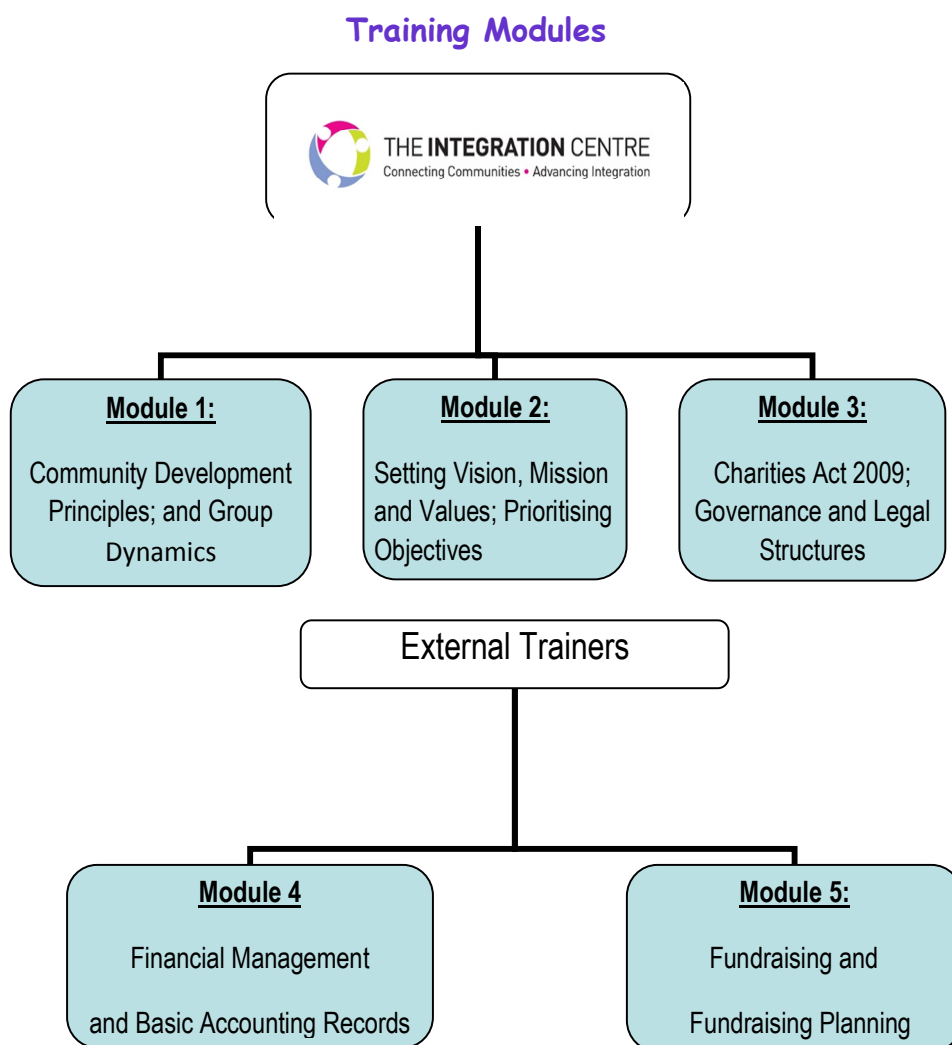 Training Modules
THE INTEGRATION CENTRE
Connecting Communities • Advancing Integration
Module 1:
Community Development
Principles; and Group
Dynamics
Module 2:
Setting Vision, Mission
and Values; Prioritising
Objectives
Module 3:
Charities Act 2009;
Governance and Legal
Structures
External Trainers
Module 4
Financial Management
and Basic Accounting Records
Module 5:
Fundraising and
Fundraising Planning